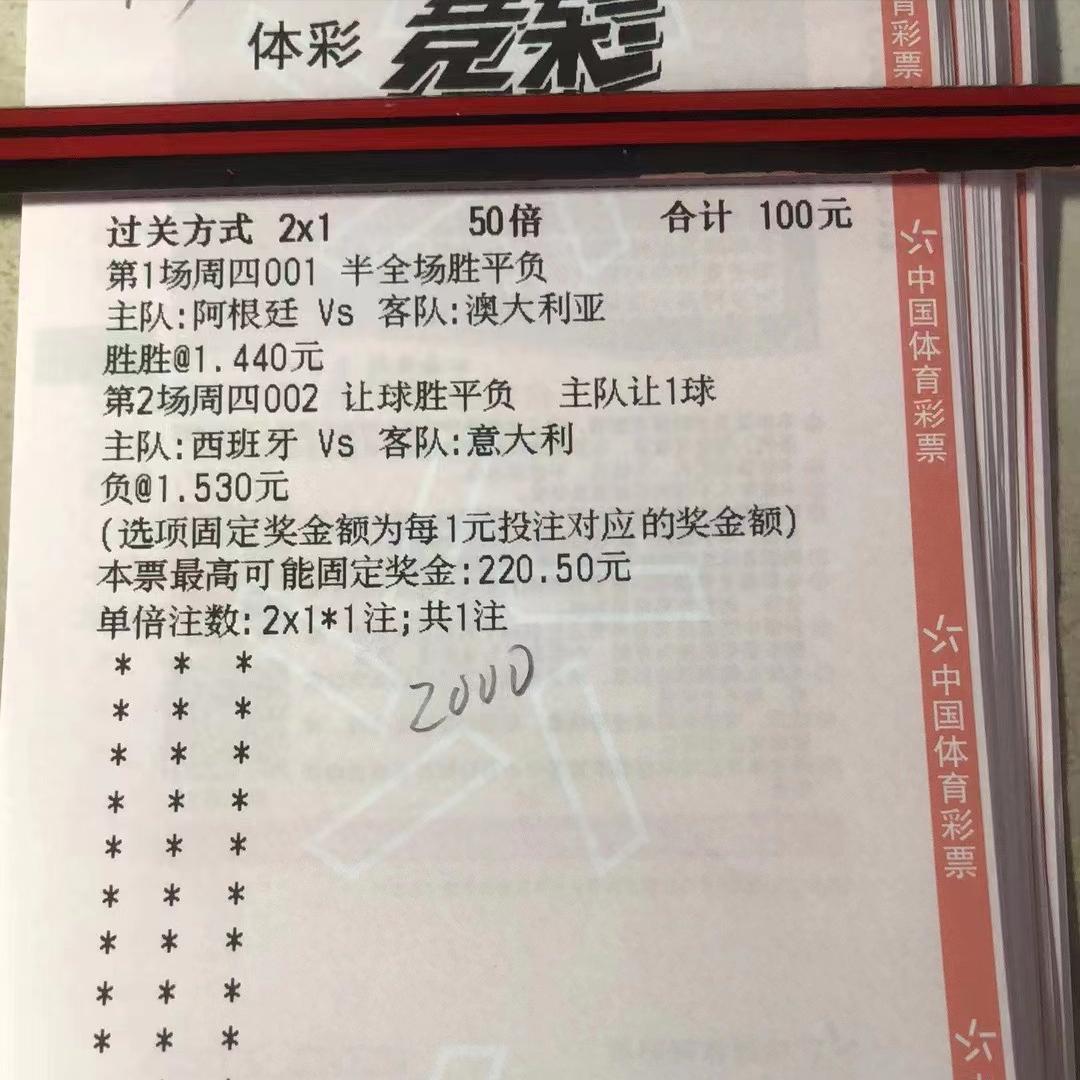 体彩 竞彩
过关方式 2x1 50倍 合计 100元
第1场周四001 半全场胜平负
主队:阿根廷 Vs 客队:澳大利亚
胜胜@1.440元
第2场周四002 让球胜平负 主队让1球
主队:西班牙 Vs 客队:意大利
负@1.530元
(选项固定奖金额为每1元投注对应的奖金额)
本票最高可能固定奖金:220.50元
单倍注数:2x1*1注;共1注
* * *
* * *
* * *
* * *
* * *
* * *
* * *
* * *
* * *
2000
育彩票
中国体育彩票
中国体育彩票